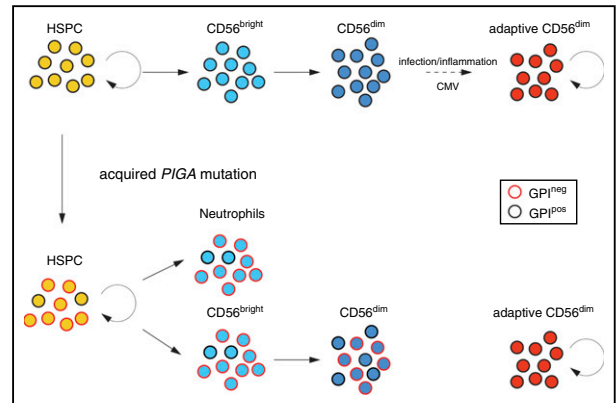 HSPC
CD56bright
CD56dim
adaptive CD56dim
infection/inflammation
CMV
acquired PIGA mutation
GPIneg
GPIpos
Neutrophils
HSPC
CD56bright
CD56dim
adaptive CD56dim